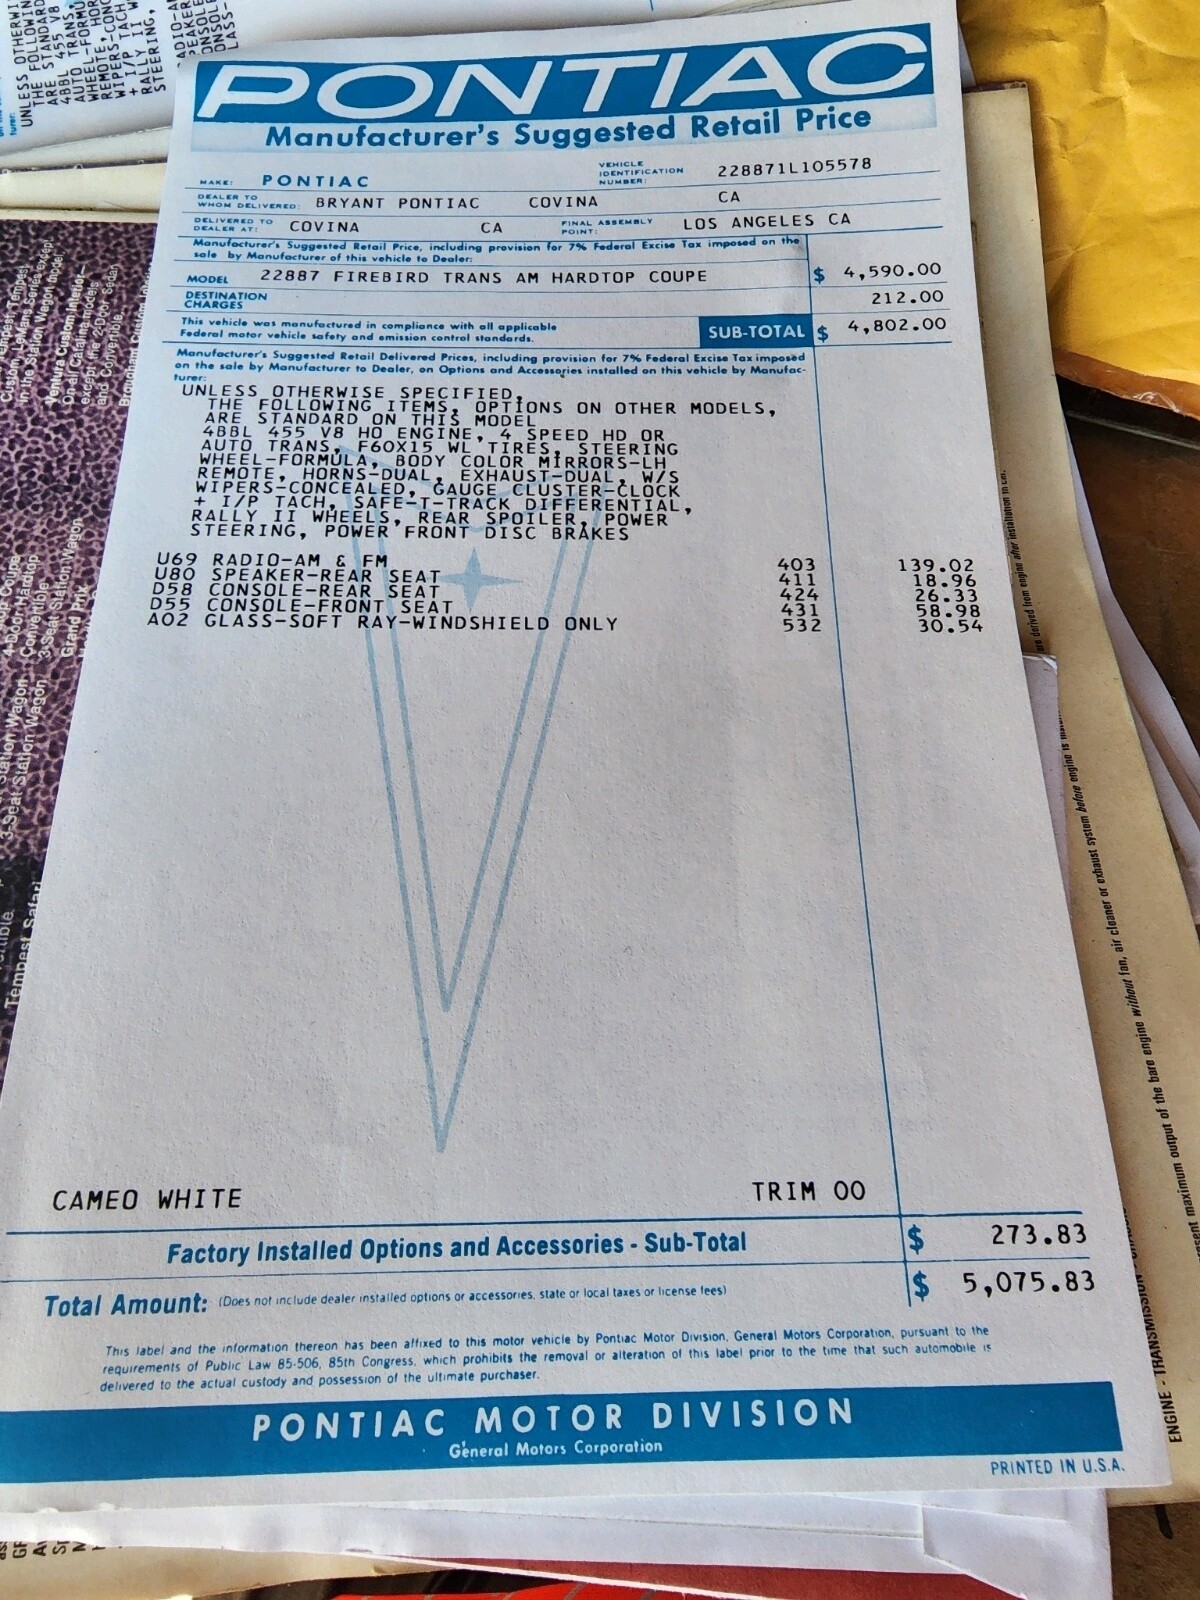 PONTIAC
Manufacturer's Suggested Retail Price
MAKE: PONTIAC VEHICLE IDENTIFICATION NUMBER: 228871L105578
DEALER TO WHOM DELIVERED: BRYANT PONTIAC COVINA CA
DELIVERED TO DEALER AT: COVINA CA FINAL ASSEMBLY POINT: LOS ANGELES CA
Manufacturer's Suggested Retail Price, including provision for 7% Federal Excise Tax imposed on the
sale by Manufacturer of this vehicle to Dealer:
MODEL 22887 FIREBIRD TRANS AM HARDTOP COUPE $ 4,590.00
DESTINATION CHARGES 212.00
This vehicle was manufactured in compliance with all applicable
Federal motor vehicle safety and emission control standards.
SUB-TOTAL $ 4,802.00
Manufacturer's Suggested Retail Delivered Prices, including provision for 7% Federal Excise Tax imposed
on the sale by Manufacturer to Dealer, on Options and Accessories installed on this vehicle by Manufac-
turer:
UNLESS OTHERWISE SPECIFIED,
THE FOLLOWING ITEMS, OPTIONS ON OTHER MODELS,
ARE STANDARD ON THIS MODEL
4BBL 455 V8 HO ENGINE, 4 SPEED HD OR
AUTO TRANS, F60X15 WL TIRES, STEERING
WHEEL-FORMULA, BODY COLOR MIRRORS-LH
REMOTE, HORNS-DUAL, EXHAUST-DUAL, W/S
WIPERS-CONCEALED, GAUGE CLUSTER-CLOCK
+ I/P TACH, SAFE-T-TRACK DIFFERENTIAL,
RALLY II WHEELS, REAR SPOILER, POWER
STEERING, POWER FRONT DISC BRAKES
U69 RADIO-AM & FM 403 139.02
U80 SPEAKER-REAR SEAT 411 18.96
D58 CONSOLE-REAR SEAT 424 26.33
D55 CONSOLE-FRONT SEAT 431 58.98
A02 GLASS-SOFT RAY-WINDSHIELD ONLY 532 30.54
CAMEO WHITE TRIM 00
Factory Installed Options and Accessories - Sub-Total $ 273.83
Total Amount: (Does not include dealer installed options or accessories, state or local taxes or license fees) $ 5,075.83
This label and the information thereon has been affixed to this motor vehicle by Pontiac Motor Division, General Motors Corporation, pursuant to the
requirements of Public Law 85-506, 85th Congress, which prohibits the removal or alteration of this label prior to the time that such automobile is
delivered to the actual custody and possession of the ultimate purchaser.
PONTIAC MOTOR DIVISION
General Motors Corporation
PRINTED IN U.S.A.